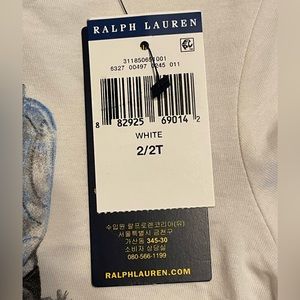 RALPH LAUREN
311850651001
6327 00497 0245 011
8 82925 69014 2
WHITE
2/2T
수입원 랄프로렌코리아(유)
서울특별시 금천구
가산동 345-30
소비자 상담실
080-566-1199
RALPHLAUREN.COM